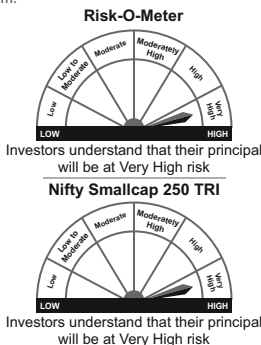 m.
Risk-O-Meter
Low
Low to
Moderate
Moderate
Moderately
High
High
Very
High
LOW HIGH
Investors understand that their principal
will be at Very High risk
Nifty Smallcap 250 TRI
Low
Low to
Moderate
Moderate
Moderately
High
High
Very
High
LOW HIGH
Investors understand that their principal
will be at Very High risk